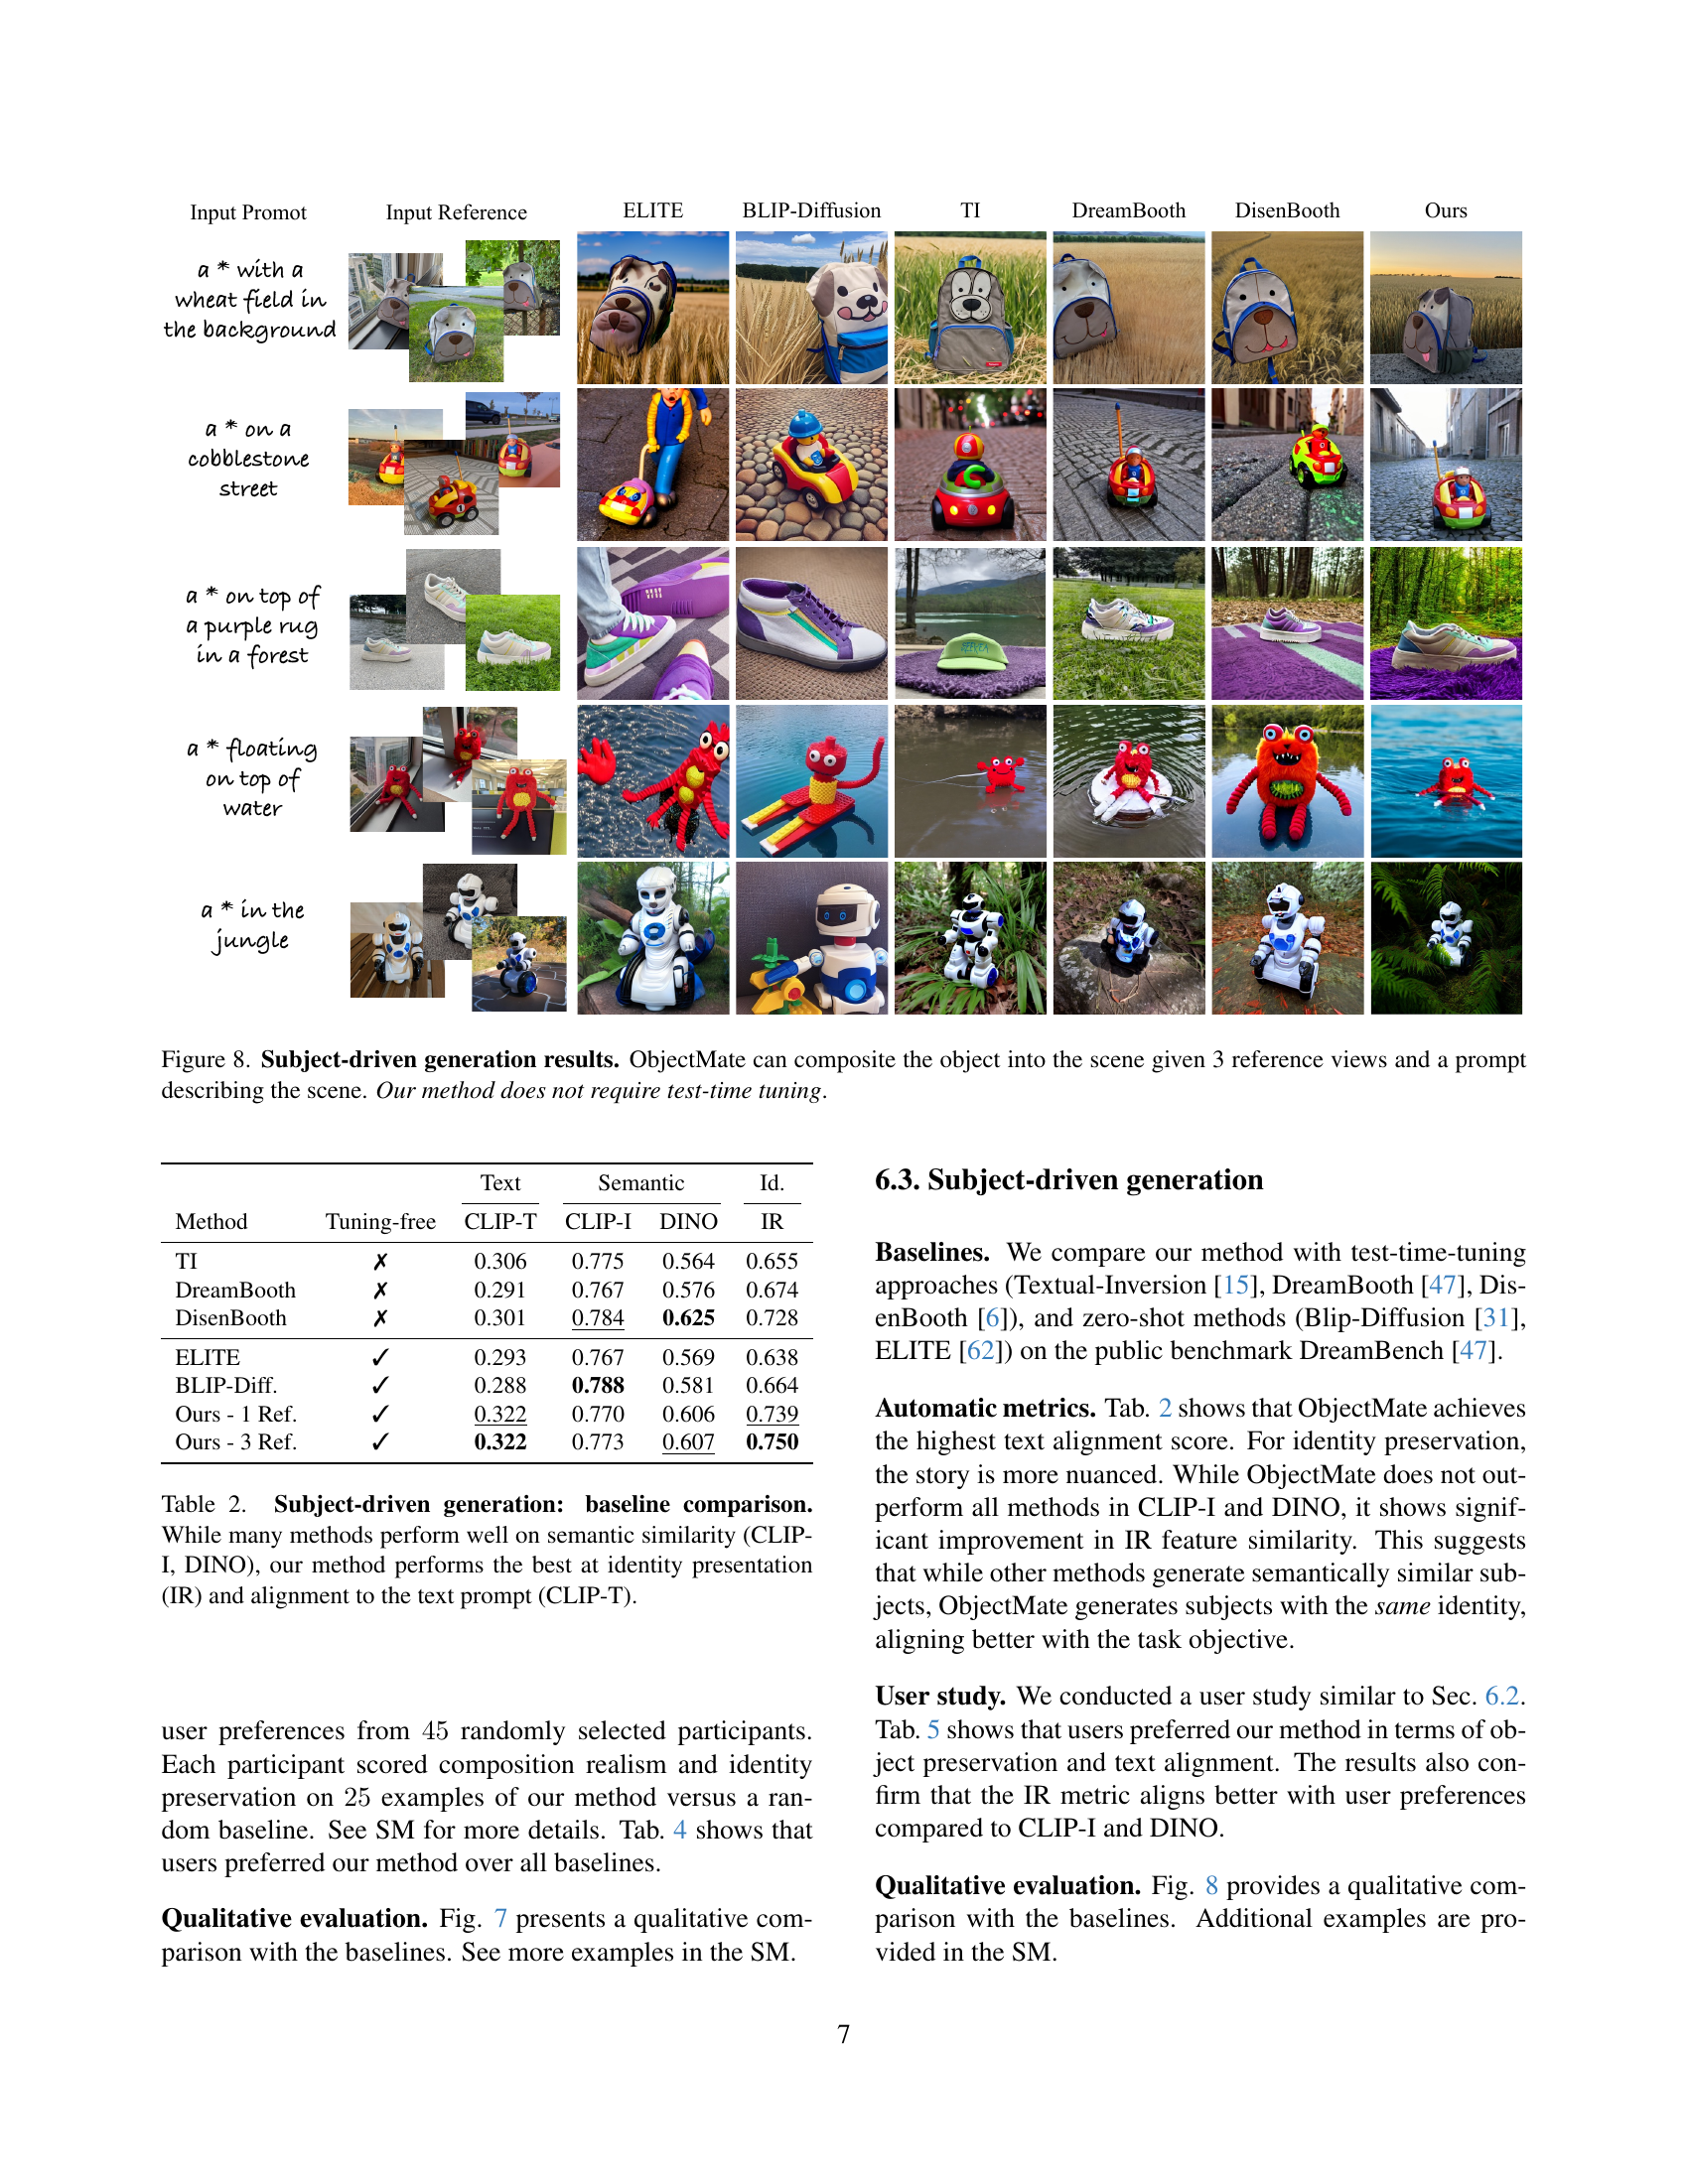 Input Promot Input Reference ELITE BLIP-Diffusion TI DreamBooth DisenBooth Ours
a * with a
wheat field in
the background
a * on a
cobblestone
street
a * on top of
a purple rug
in a forest
a * floating
on top of
water
a * in the
jungle
Figure 8. Subject-driven generation results. ObjectMate can composite the object into the scene given 3 reference views and a prompt
describing the scene. Our method does not require test-time tuning.
Text Semantic Id.
Method Tuning-free CLIP-T CLIP-I DINO IR
TI ✗ 0.306 0.775 0.564 0.655
DreamBooth ✗ 0.291 0.767 0.576 0.674
DisenBooth ✗ 0.301 0.784 0.625 0.728
ELITE ✓ 0.293 0.767 0.569 0.638
BLIP-Diff. ✓ 0.288 0.788 0.581 0.664
Ours - 1 Ref. ✓ 0.322 0.770 0.606 0.739
Ours - 3 Ref. ✓ 0.322 0.773 0.607 0.750
Table 2. Subject-driven generation: baseline comparison.
While many methods perform well on semantic similarity (CLIP-
I, DINO), our method performs the best at identity presentation
(IR) and alignment to the text prompt (CLIP-T).
user preferences from 45 randomly selected participants.
Each participant scored composition realism and identity
preservation on 25 examples of our method versus a ran-
dom baseline. See SM for more details. Tab. 4 shows that
users preferred our method over all baselines.
Qualitative evaluation. Fig. 7 presents a qualitative com-
parison with the baselines. See more examples in the SM.
6.3. Subject-driven generation
Baselines. We compare our method with test-time-tuning
approaches (Textual-Inversion [15], DreamBooth [47], Dis-
enBooth [6]), and zero-shot methods (Blip-Diffusion [31],
ELITE [62]) on the public benchmark DreamBench [47].
Automatic metrics. Tab. 2 shows that ObjectMate achieves
the highest text alignment score. For identity preservation,
the story is more nuanced. While ObjectMate does not out-
perform all methods in CLIP-I and DINO, it shows signif-
icant improvement in IR feature similarity. This suggests
that while other methods generate semantically similar sub-
jects, ObjectMate generates subjects with the same identity,
aligning better with the task objective.
User study. We conducted a user study similar to Sec. 6.2.
Tab. 5 shows that users preferred our method in terms of ob-
ject preservation and text alignment. The results also con-
firm that the IR metric aligns better with user preferences
compared to CLIP-I and DINO.
Qualitative evaluation. Fig. 8 provides a qualitative com-
parison with the baselines. Additional examples are pro-
vided in the SM.
7